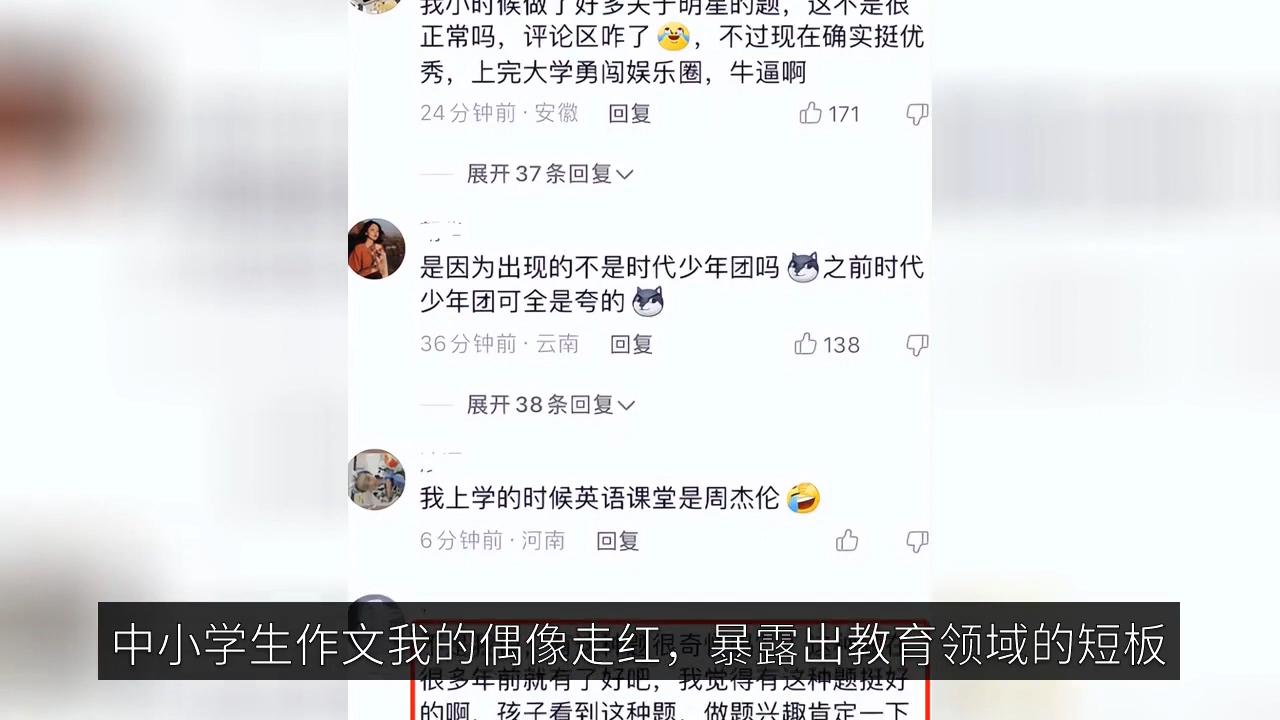 我小时候做了好多关于明星的题，这不是很
正常吗，评论区咋了，不过现在确实挺优
秀，上完大学勇闯娱乐圈，牛逼啊
24分钟前·安徽 回复 171
展开37条回复
是因为出现的不是时代少年团吗之前时代
少年团可全是夸的
36分钟前·云南 回复 138
展开38条回复
我上学的时候英语课堂是周杰伦
6分钟前·河南 回复
中小学生作文我的偶像走红，暴露出教育领域的短板
很多年前就有了好吧，我觉得有这种题挺好
的啊，孩子看到这种题，做题兴趣肯定一下